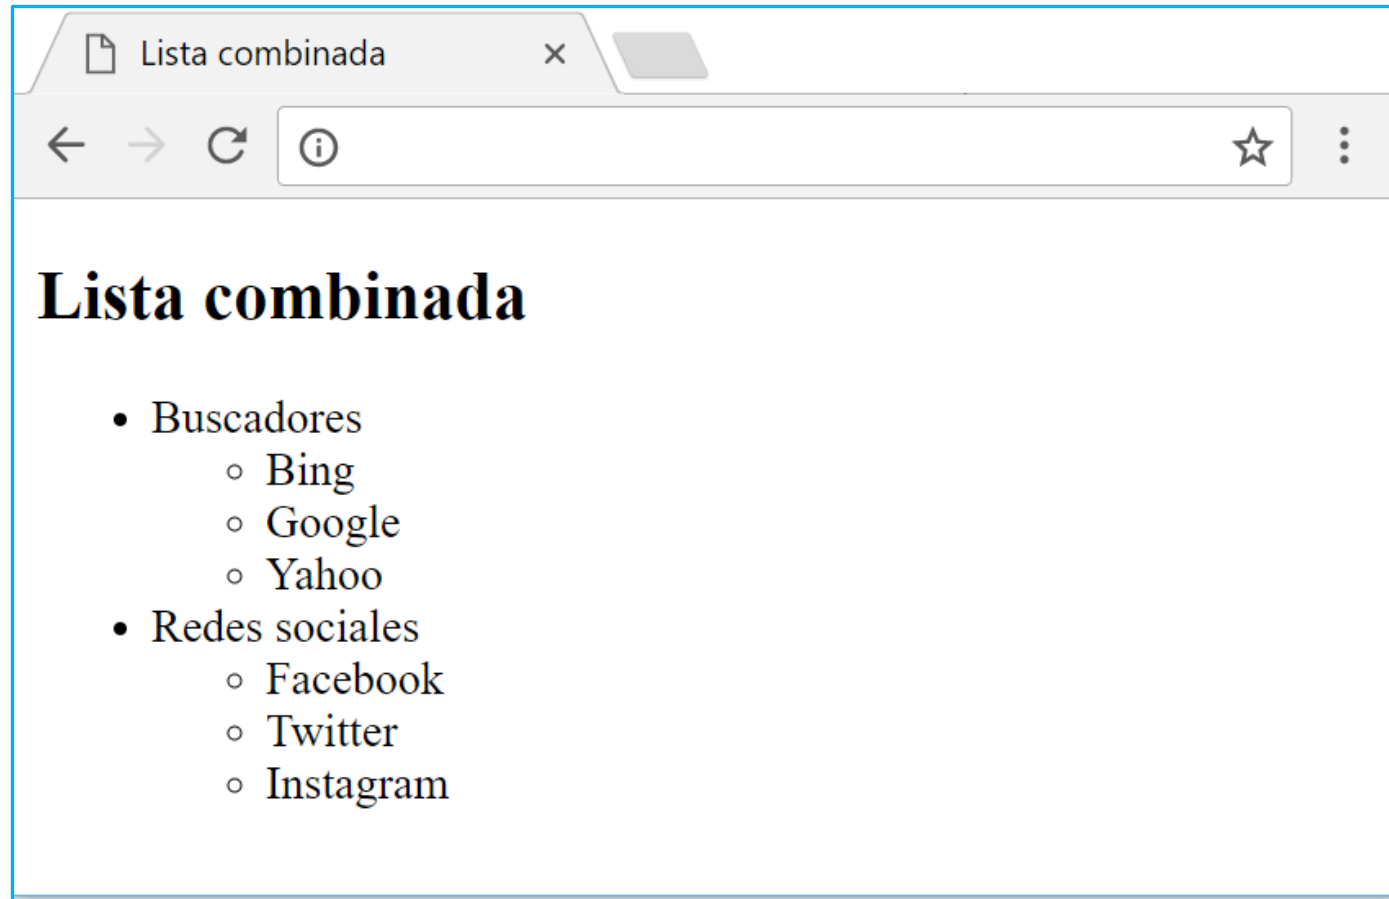 Lista combinada
Lista combinada
Buscadores
Bing
Google
Yahoo
Redes sociales
Facebook
Twitter
Instagram